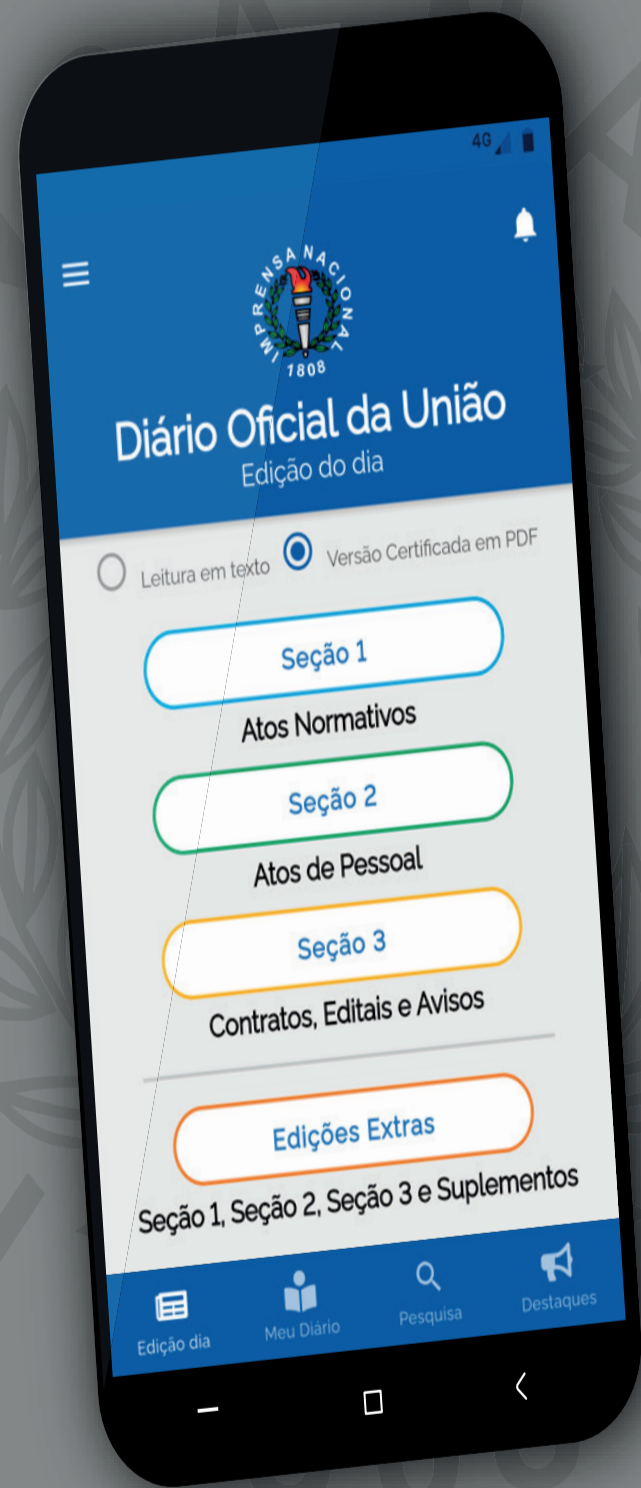 4G
IMPRENSA NACIONAL
1808
Diário Oficial da União
Edição do dia
Leitura em texto Versão Certificada em PDF
Seção 1
Atos Normativos
Seção 2
Atos de Pessoal
Seção 3
Contratos, Editais e Avisos
Edições Extras
Seção 1, Seção 2, Seção 3 e Suplementos
Edição dia Meu Diário Pesquisa Destaques